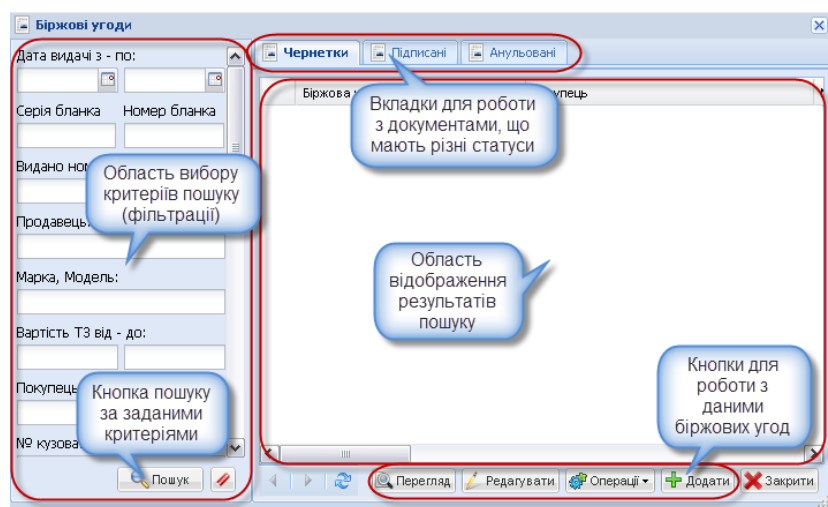 Біржові угоди
Дата видачі з - по:
Серія бланка Номер бланка
Видано
Продавець:
Марка, Модель:
Вартість ТЗ від - до:
Покупець
№ кузова
Пошук
Чернетки Підписані Анульовані
Біржова
Вкладки для роботи
з документами, що
мають різні статуси
Область вибору
критеріїв пошуку
(фільтрації)
Область
відображення
результатів
пошуку
Кнопка пошуку
за заданими
критеріями
Кнопки для
роботи з
даними
біржових угод
Перегляд Редагувати Операції Додати Закрити